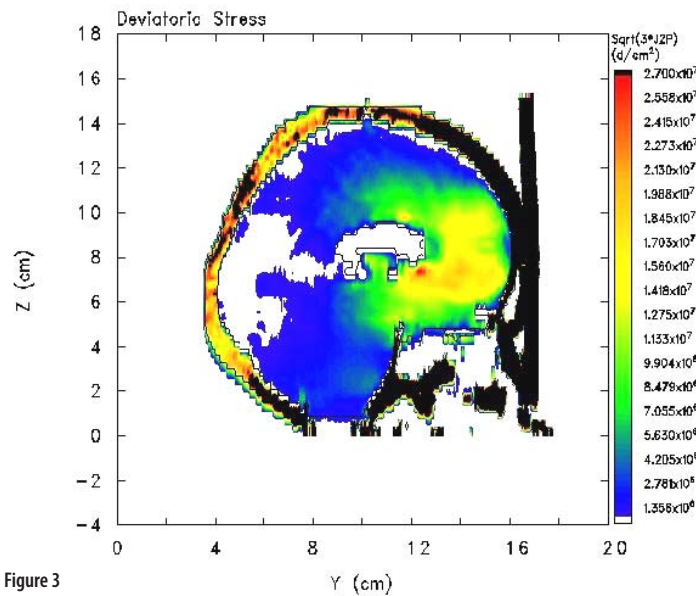 Deviatoric Stress
Sqrt(3*J2P)
(d/cm²)
2.700x10⁷
2.558x10⁷
2.415x10⁷
2.273x10⁷
2.130x10⁷
1.988x10⁷
1.845x10⁷
1.703x10⁷
1.560x10⁷
1.418x10⁷
1.275x10⁷
1.133x10⁷
9.904x10⁶
8.479x10⁶
7.055x10⁶
5.630x10⁶
4.205x10⁶
2.781x10⁶
1.356x10⁶
18
16
14
12
10
8
6
4
2
0
-2
-4
Z (cm)
0 4 8 12 16 20
Y (cm)
Figure 3